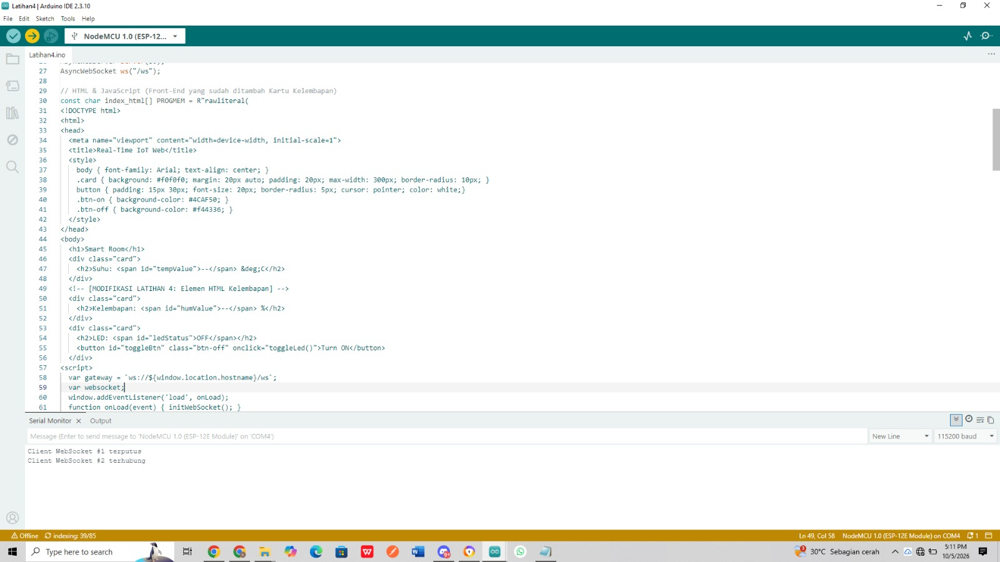 Latihan4 | Arduino IDE 2.3.10
File Edit Sketch Tools Help
NodeMCU 1.0 (ESP-12...
Latihan4.ino
27 AsyncWebSocket ws("/ws");
28
29 // HTML & JavaScript (Front-End yang sudah ditambah Kartu Kelembapan)
30 const char index_html[] PROGMEM = R"rawliteral(
31 <!DOCTYPE html>
32 <html>
33 <head>
34 <meta name="viewport" content="width=device-width, initial-scale=1">
35 <title>Real-Time IoT Web</title>
36 <style>
37 body { font-family: Arial; text-align: center; }
38 .card { background: #f0f0f0; margin: 20px auto; padding: 20px; max-width: 300px; border-radius: 10px; }
39 button { padding: 15px 30px; font-size: 20px; border-radius: 5px; cursor: pointer; color: white;}
40 .btn-on { background-color: #4CAF50; }
41 .btn-off { background-color: #f44336; }
42 </style>
43 </head>
44 <body>
45 <h1>Smart Room</h1>
46 <div class="card">
47 <h2>Suhu: <span id="tempValue">--</span> &deg;C</h2>
48 </div>
49 <!-- [MODIFIKASI LATIHAN 4: Elemen HTML Kelembapan] -->
50 <div class="card">
51 <h2>Kelembapan: <span id="humValue">--</span> %</h2>
52 </div>
53 <div class="card">
54 <h2>LED: <span id="ledStatus">OFF</span></h2>
55 <button id="toggleBtn" class="btn-off" onclick="toggleLed()">Turn ON</button>
56 </div>
57 <script>
58 var gateway = `ws://${window.location.hostname}/ws`;
59 var websocket;
60 window.addEventListener('load', onLoad);
61 function onLoad(event) { initWebSocket(); }
Serial Monitor Output
Message (Enter to send message to 'NodeMCU 1.0 (ESP-12E Module)' on 'COM4')
New Line 115200 baud
Client WebSocket #1 terputus
Client WebSocket #2 terhubung
Offline indexing: 39/85 Ln 49, Col 58 NodeMCU 1.0 (ESP-12E Module) on COM4 1
Type here to search 30°C Sebagian cerah 5:11 PM
10/5/2026